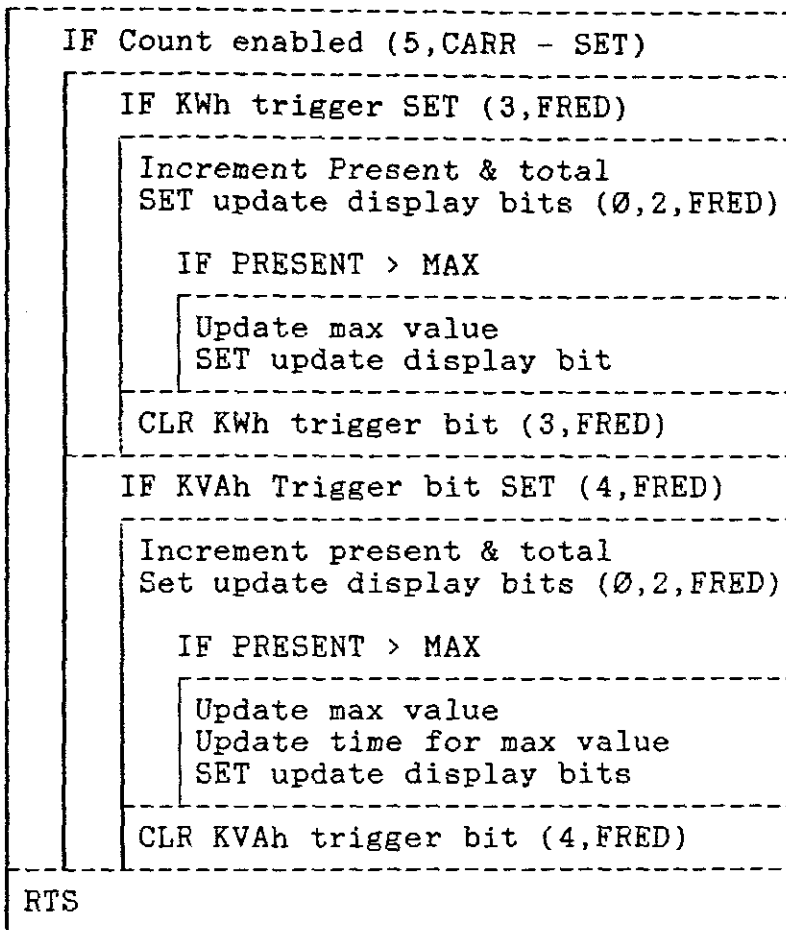 IF Count enabled (5,CARR - SET)
IF KWh trigger SET (3,FRED)
Increment Present & total
SET update display bits (Ø,2,FRED)
IF PRESENT > MAX
Update max value
SET update display bit
CLR KWh trigger bit (3,FRED)
IF KVAh Trigger bit SET (4,FRED)
Increment present & total
Set update display bits (Ø,2,FRED)
IF PRESENT > MAX
Update max value
Update time for max value
SET update display bits
CLR KVAh trigger bit (4,FRED)
RTS